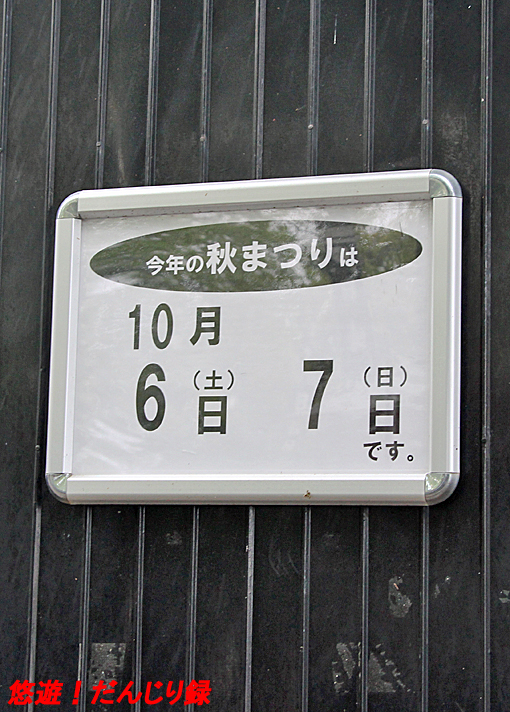 今年の秋まつりは
10月
6日(土) 7日(日)
です。
悠遊！だんじり録